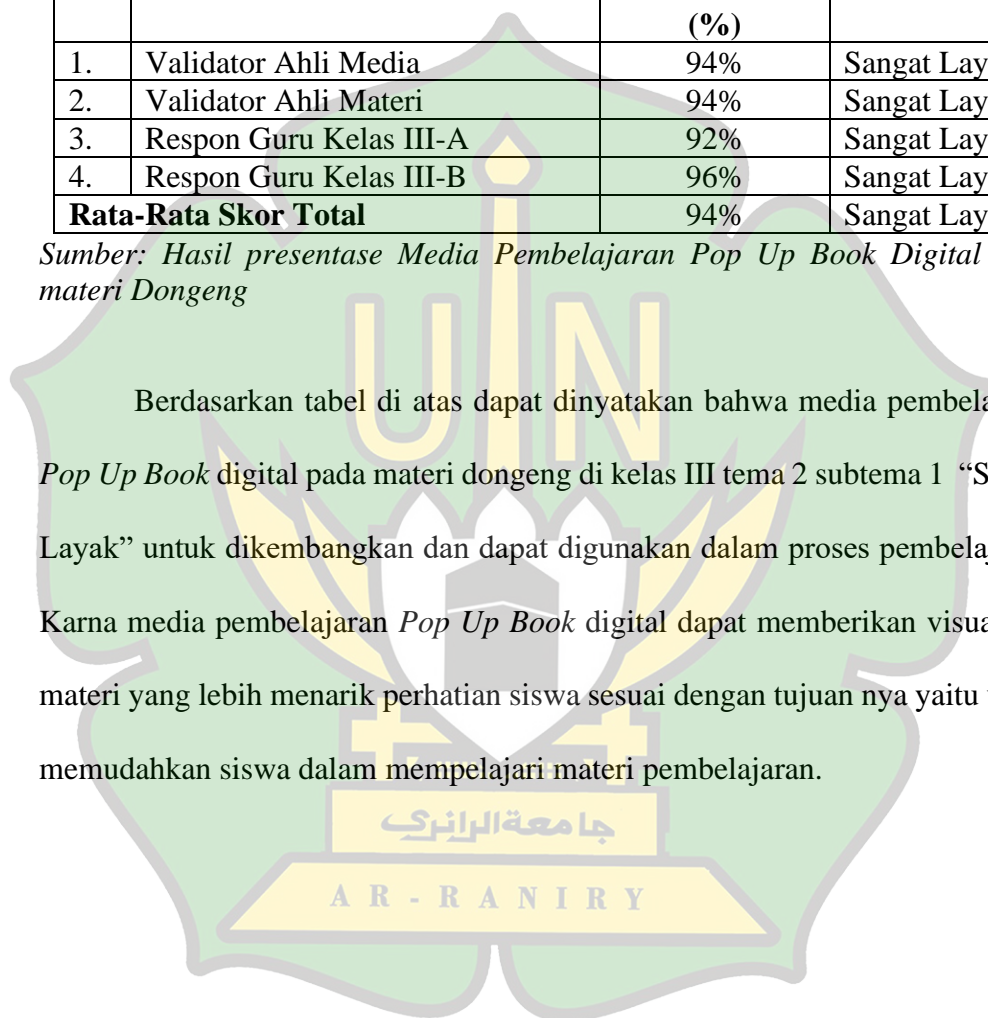 (%)
1. Validator Ahli Media 94% Sangat Lay
2. Validator Ahli Materi 94% Sangat Lay
3. Respon Guru Kelas III-A 92% Sangat Lay
4. Respon Guru Kelas III-B 96% Sangat Lay
Rata-Rata Skor Total 94% Sangat Lay
Sumber: Hasil presentase Media Pembelajaran Pop Up Book Digital
materi Dongeng
Berdasarkan tabel di atas dapat dinyatakan bahwa media pembela
Pop Up Book digital pada materi dongeng di kelas III tema 2 subtema 1 “S
Layak” untuk dikembangkan dan dapat digunakan dalam proses pembelaj
Karna media pembelajaran Pop Up Book digital dapat memberikan visua
materi yang lebih menarik perhatian siswa sesuai dengan tujuan nya yaitu
memudahkan siswa dalam mempelajari materi pembelajaran.
UIN
جامعة الرانري
AR-RANIRY